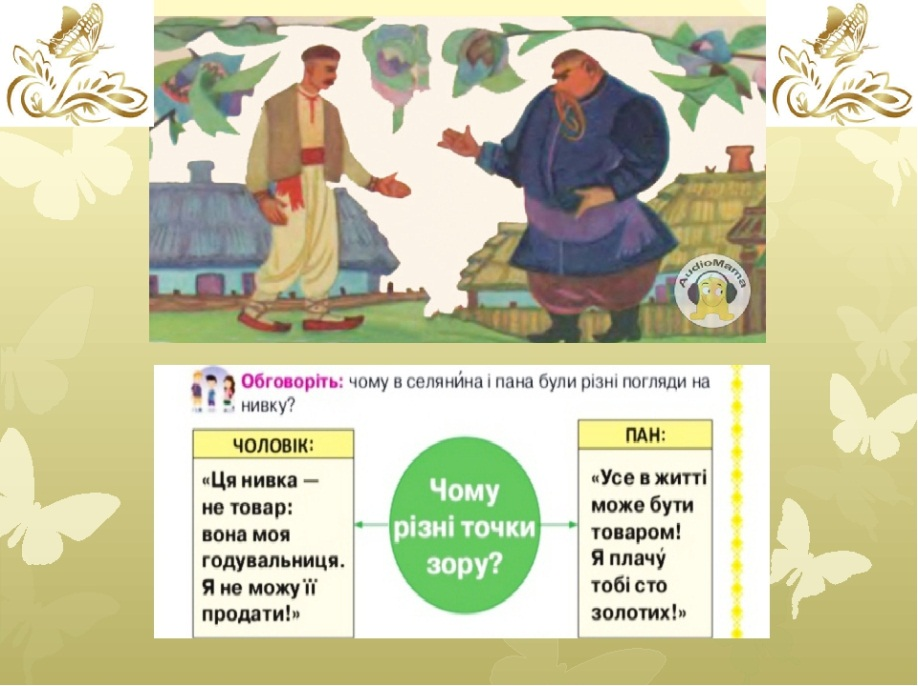 AudioMama
Обговоріть: чому в селяни́на і пана були різні погляди на
нивку?
ЧОЛОВІК:
«Ця нивка —
не товар:
вона моя
годувальниця.
Я не можу її
продати!»
Чому
різні точки
зору?
ПАН:
«Усе в житті
може бути
товаром!
Я плачу́
тобі сто
золотих!»